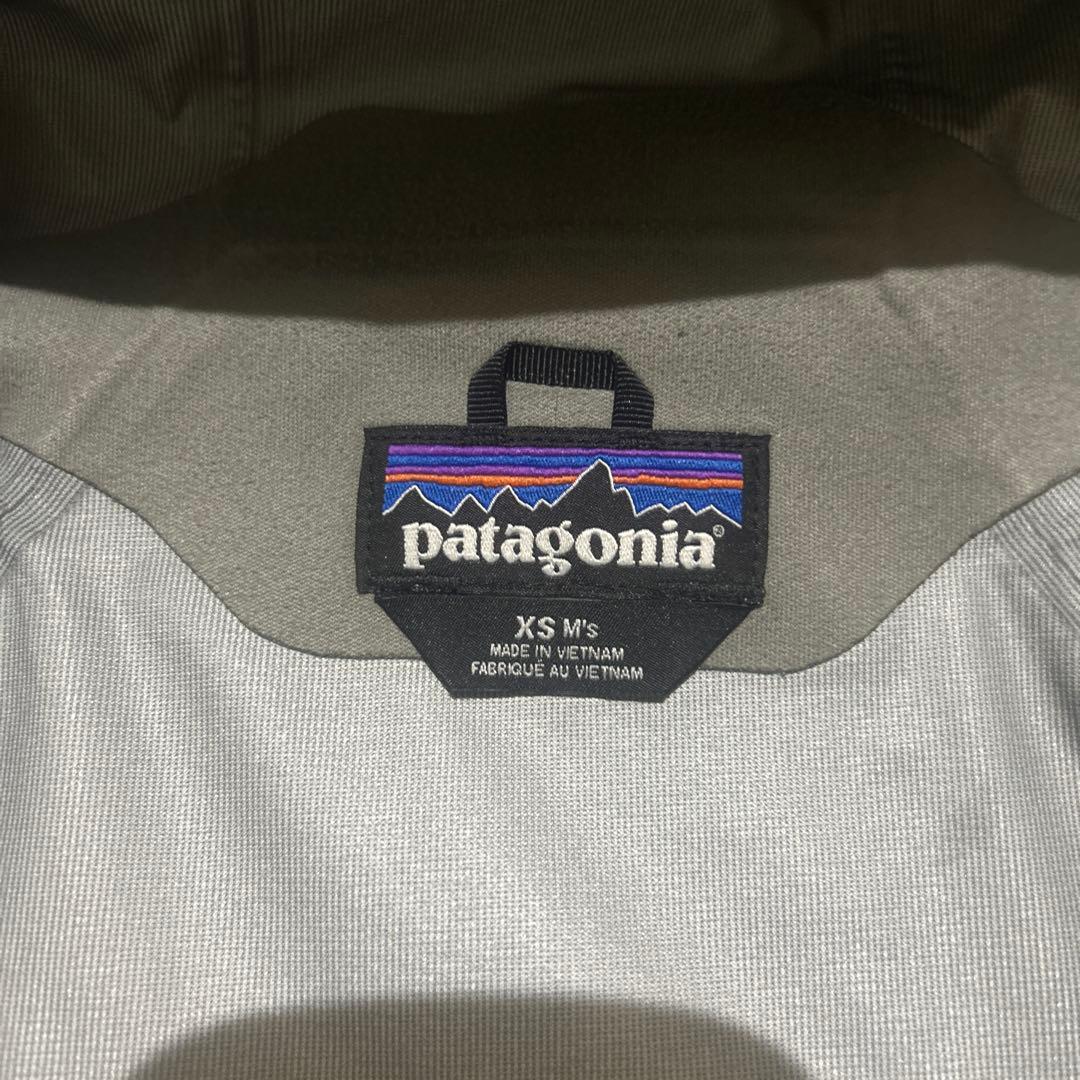 patagonia®
XS M's
MADE IN VIETNAM
FABRIQUÉ AU VIETNAM